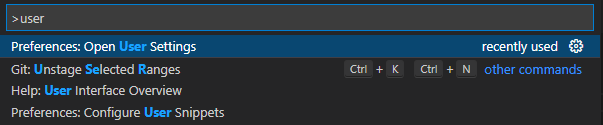 >user
Preferences: Open User Settings recently used
Git: Unstage Selected Ranges Ctrl + K Ctrl + N other commands
Help: User Interface Overview
Preferences: Configure User Snippets